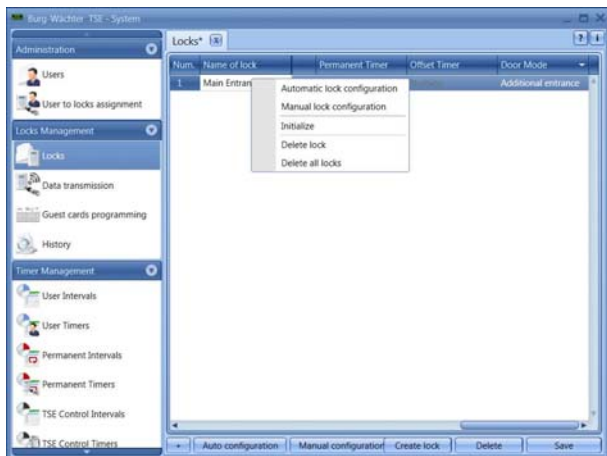 Burg Wächter TSE - System
Administration
Users
User to locks assignment
Locks Management
Locks
Data transmission
Guest cards programming
History
Timer Management
User Intervals
User Timers
Permanent Intervals
Permanent Timers
TSE Control Intervals
TSE Control Timers
Locks*
? i
Num. Name of lock Permanent Timer Offset Timer Door Mode
1 Main Entran Additional entrance
Automatic lock configuration
Manual lock configuration
Initialize
Delete lock
Delete all locks
Auto configuration Manual configuration Create lock Delete Save